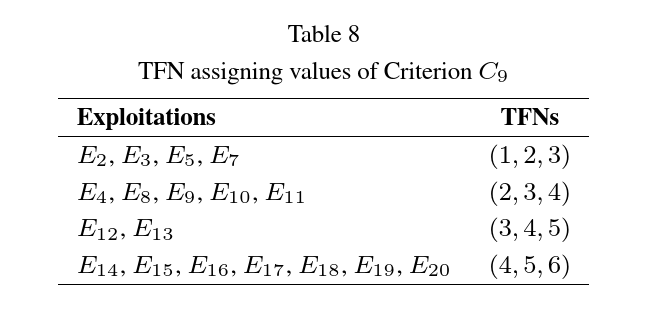 Table 8
TFN assigning values of Criterion C₉
Exploitations TFNs
E₂, E₃, E₅, E₇ (1, 2, 3)
E₄, E₈, E₉, E₁₀, E₁₁ (2, 3, 4)
E₁₂, E₁₃ (3, 4, 5)
E₁₄, E₁₅, E₁₆, E₁₇, E₁₈, E₁₉, E₂₀ (4, 5, 6)